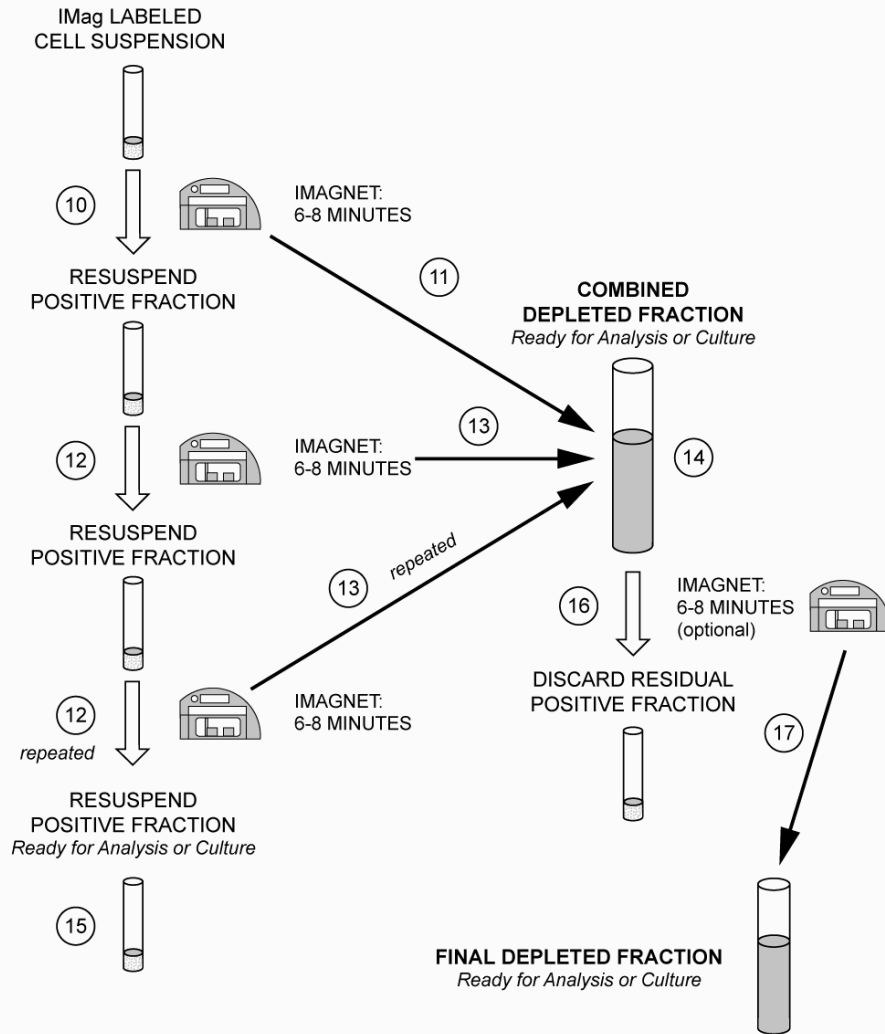 IMag LABELED
CELL SUSPENSION
10
IMAGNET:
6-8 MINUTES
11
RESUSPEND
POSITIVE FRACTION
COMBINED
DEPLETED FRACTION
Ready for Analysis or Culture
12
IMAGNET:
6-8 MINUTES
13
14
RESUSPEND
POSITIVE FRACTION
13
repeated
16
IMAGNET:
6-8 MINUTES
(optional)
12
repeated
IMAGNET:
6-8 MINUTES
DISCARD RESIDUAL
POSITIVE FRACTION
17
RESUSPEND
POSITIVE FRACTION
Ready for Analysis or Culture
15
FINAL DEPLETED FRACTION
Ready for Analysis or Culture